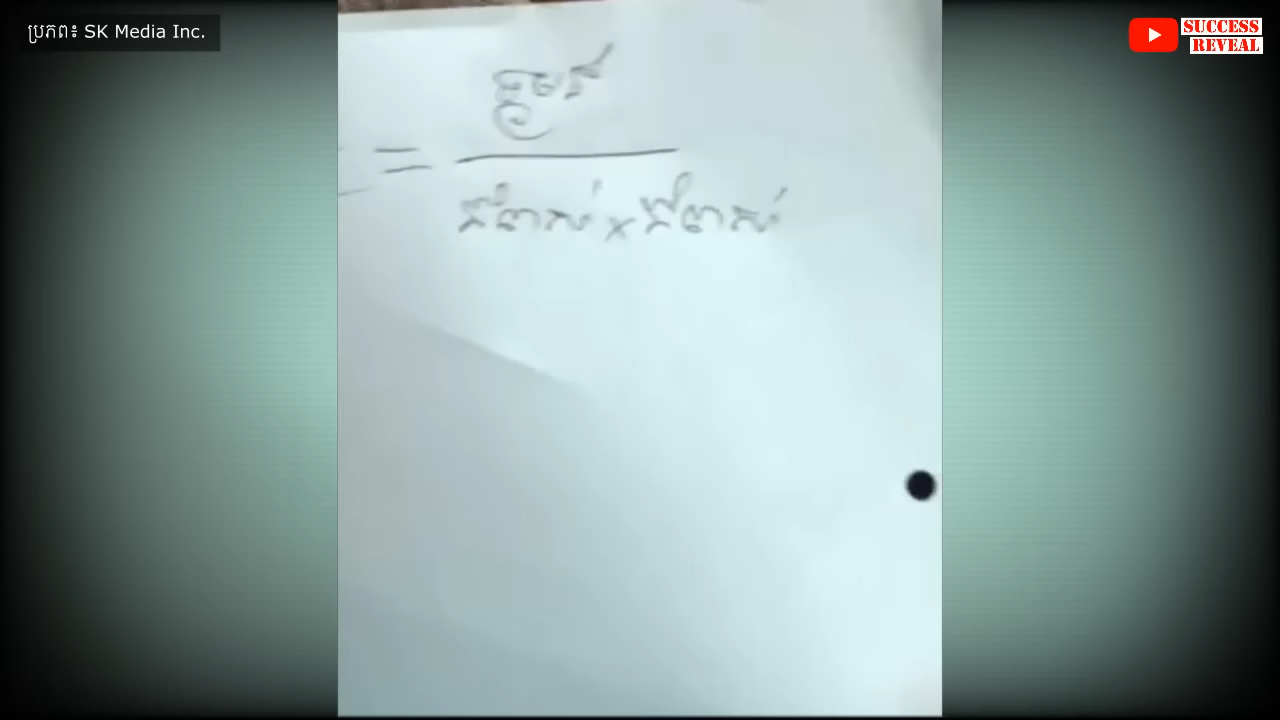 ប្រភព៖ SK Media Inc.
SUCCESS
REVEAL
=
ទម្ងន់
កំពស់ x កំពស់